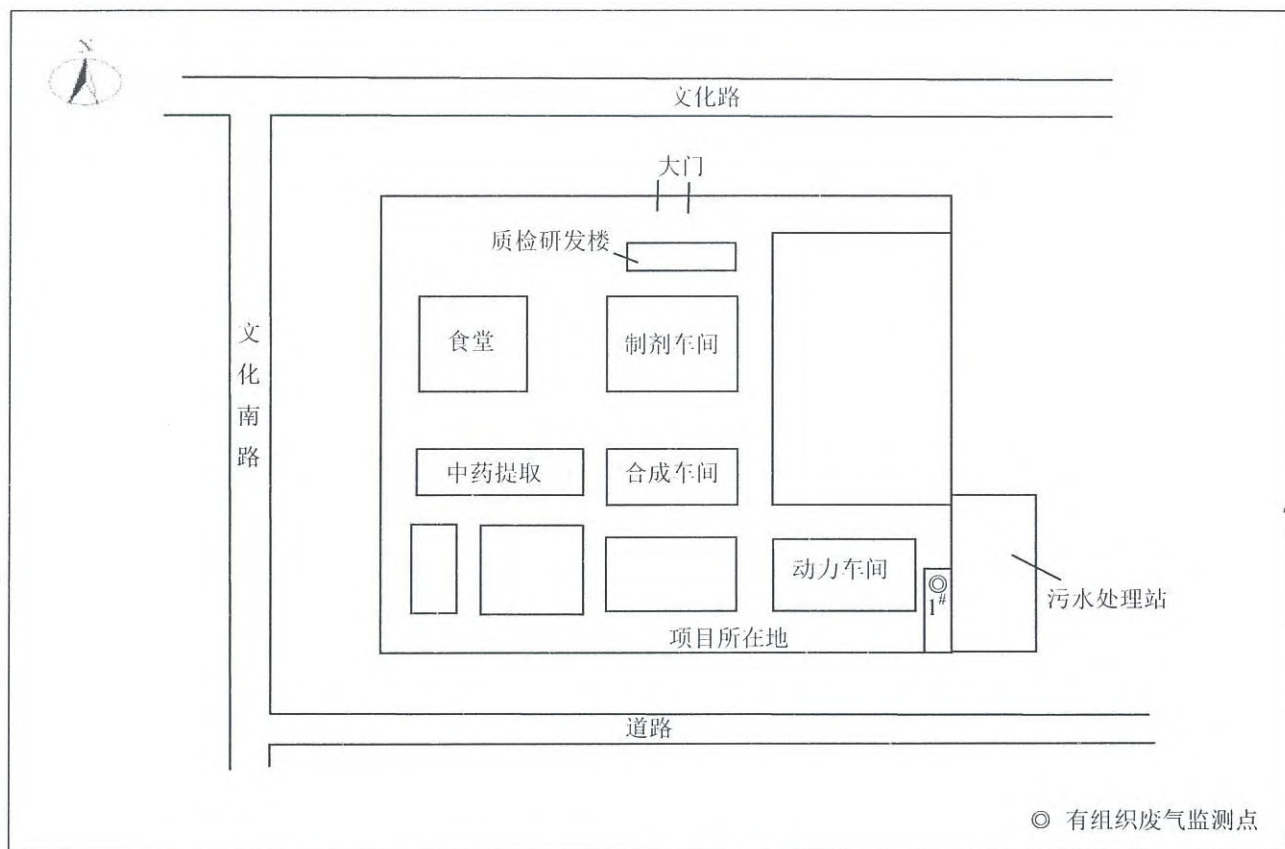 N
文化路
大门
质检研发楼
文化南路
食堂
制剂车间
中药提取
合成车间
动力车间
1#
污水处理站
项目所在地
道路
◎ 有组织废气监测点